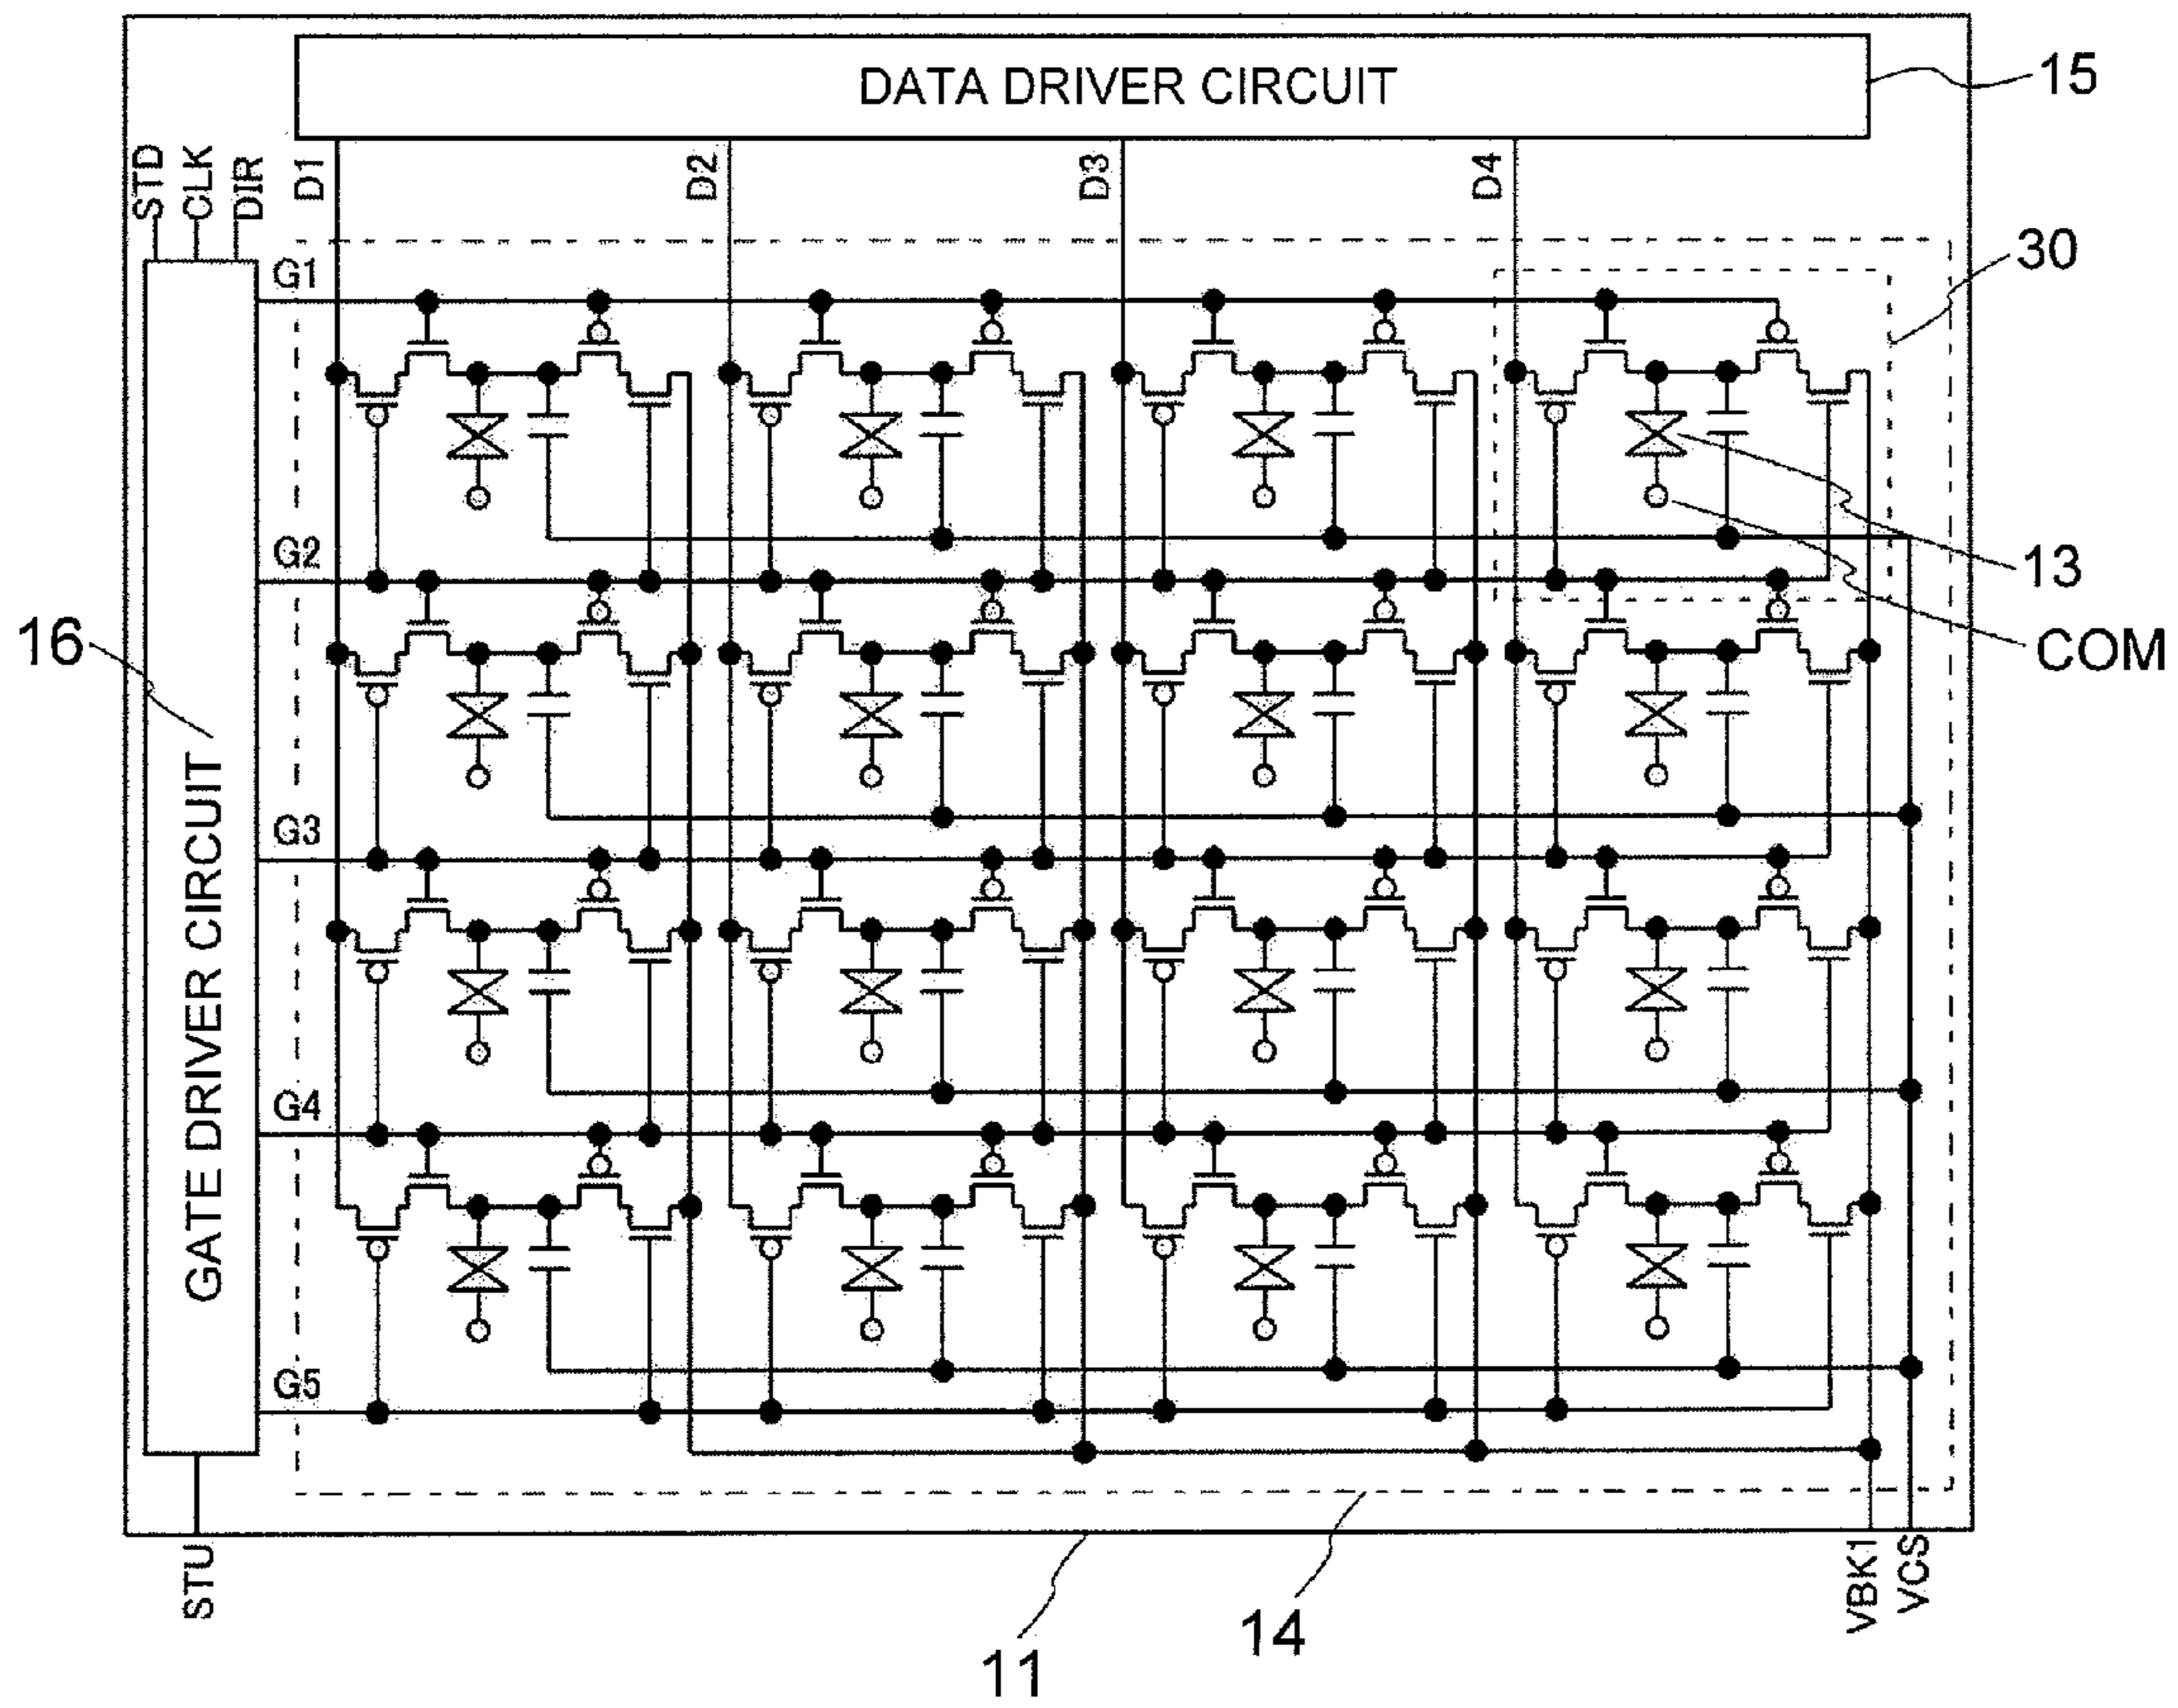 DATA DRIVER CIRCUIT
15
STD
CLK
DIR
D1
D2
D3
D4
30
G1
G2
13
COM
16
GATE DRIVER CIRCUIT
G3
G4
G5
STU
VBK1
VCS
14
11